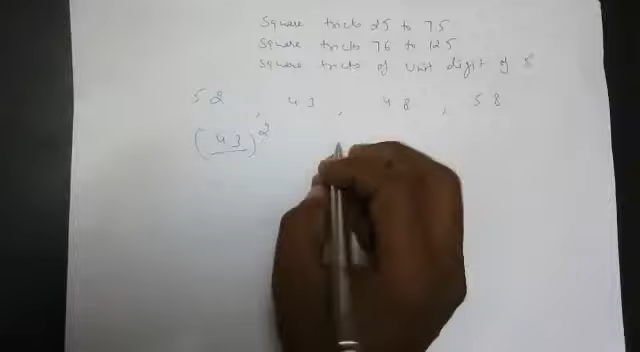 Square tricks 25 to 75
Square tricks 76 to 125
Square tricks of unit digit of 5
52 , 43 , 48 , 58
(43)²